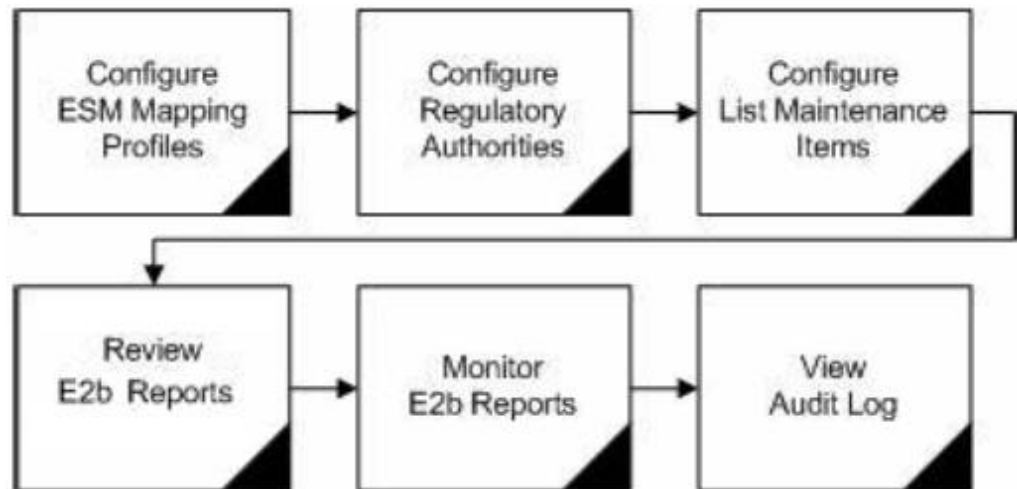 Configure
ESM Mapping
Profiles
Configure
Regulatory
Authorities
Configure
List Maintenance
Items
Review
E2b Reports
Monitor
E2b Reports
View
Audit Log